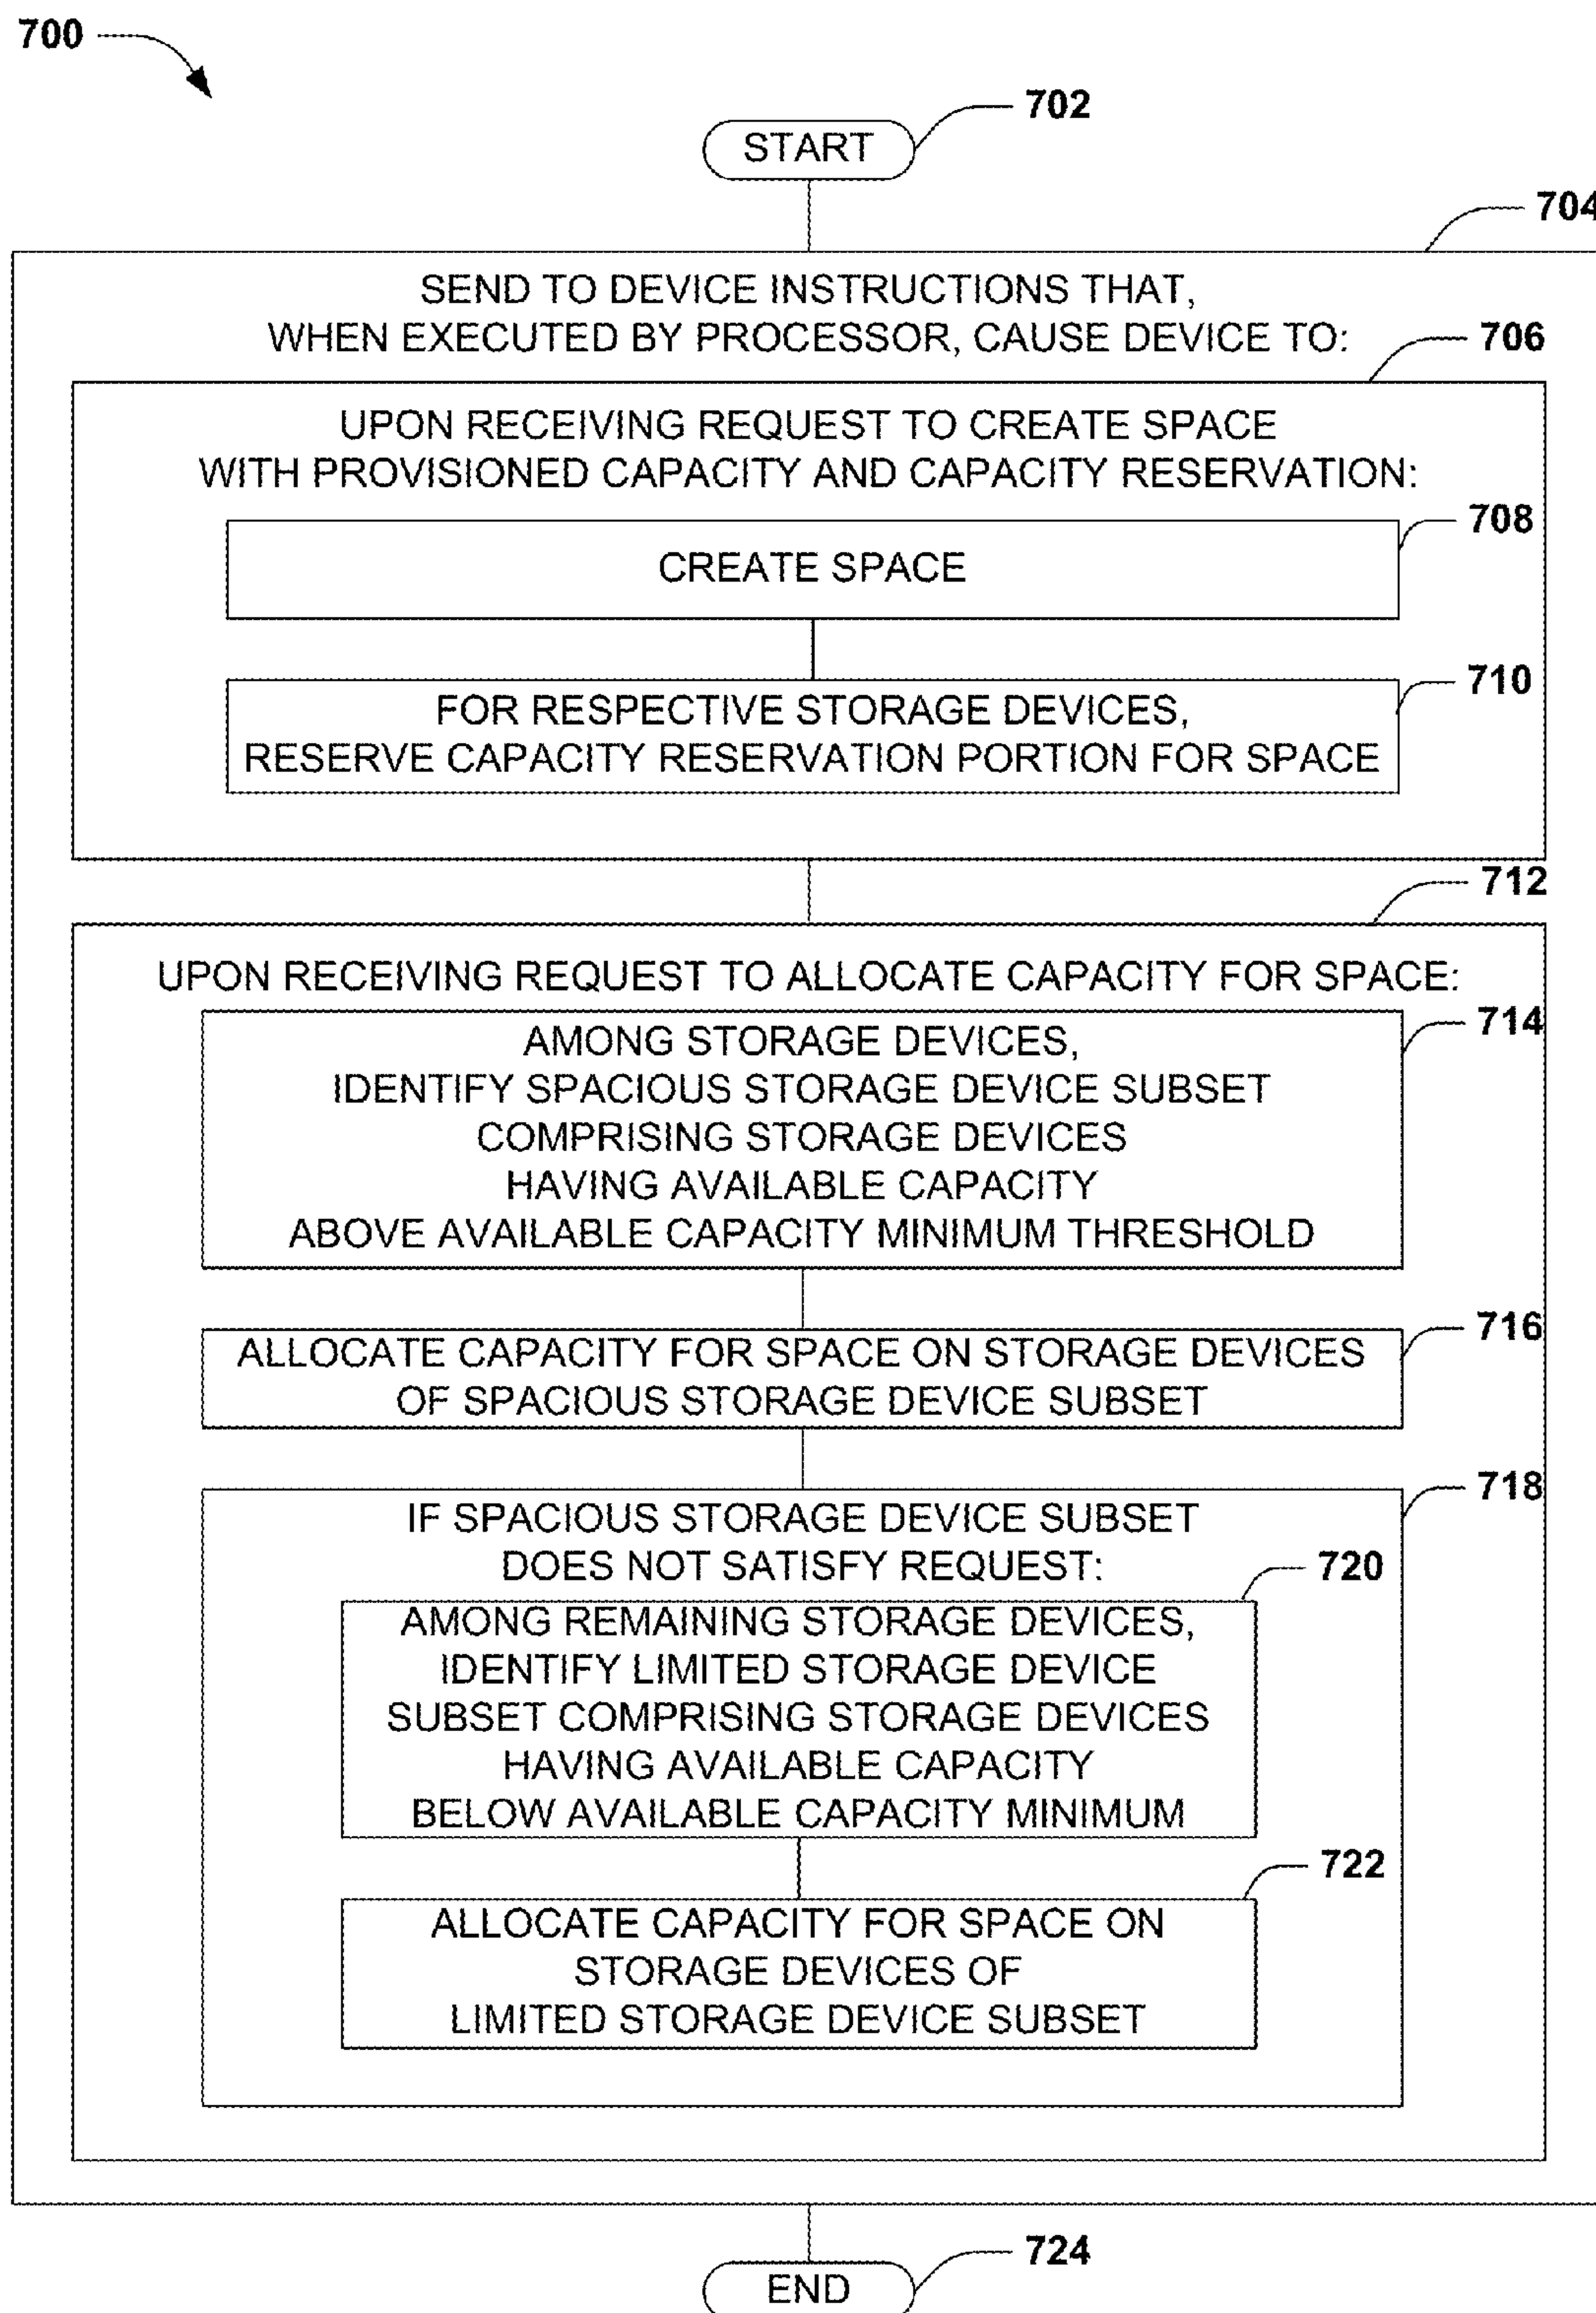 700
702
START
704
SEND TO DEVICE INSTRUCTIONS THAT,
WHEN EXECUTED BY PROCESSOR, CAUSE DEVICE TO:
706
UPON RECEIVING REQUEST TO CREATE SPACE
WITH PROVISIONED CAPACITY AND CAPACITY RESERVATION:
708
CREATE SPACE
710
FOR RESPECTIVE STORAGE DEVICES,
RESERVE CAPACITY RESERVATION PORTION FOR SPACE
712
UPON RECEIVING REQUEST TO ALLOCATE CAPACITY FOR SPACE:
714
AMONG STORAGE DEVICES,
IDENTIFY SPACIOUS STORAGE DEVICE SUBSET
COMPRISING STORAGE DEVICES
HAVING AVAILABLE CAPACITY
ABOVE AVAILABLE CAPACITY MINIMUM THRESHOLD
716
ALLOCATE CAPACITY FOR SPACE ON STORAGE DEVICES
OF SPACIOUS STORAGE DEVICE SUBSET
718
IF SPACIOUS STORAGE DEVICE SUBSET
DOES NOT SATISFY REQUEST:
720
AMONG REMAINING STORAGE DEVICES,
IDENTIFY LIMITED STORAGE DEVICE
SUBSET COMPRISING STORAGE DEVICES
HAVING AVAILABLE CAPACITY
BELOW AVAILABLE CAPACITY MINIMUM
722
ALLOCATE CAPACITY FOR SPACE ON
STORAGE DEVICES OF
LIMITED STORAGE DEVICE SUBSET
724
END